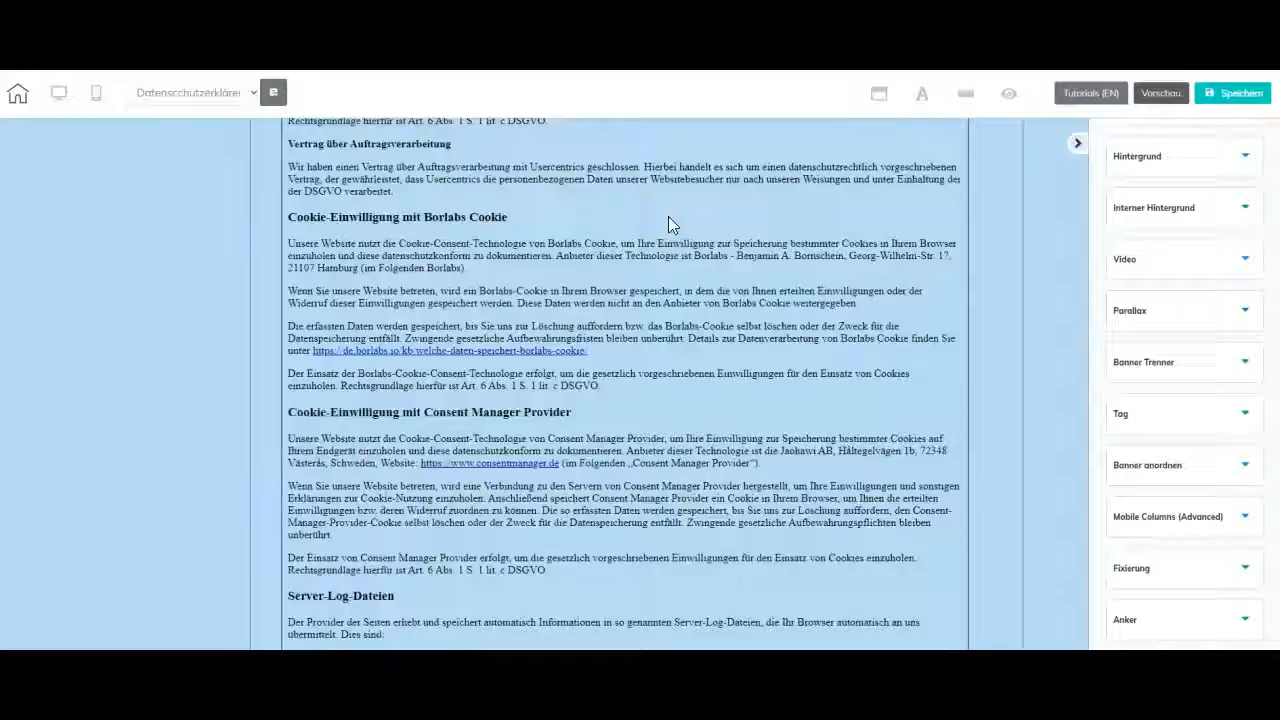 Datenscchutzerkläre
Tutorials (EN)
Vorschau
Speichern
Rechtsgrundlage hierfür ist Art. 6 Abs. 1 S. 1 lit. c DSGVO.
Vertrag über Auftragsverarbeitung
Wir haben einen Vertrag über Auftragsverarbeitung mit Usercentrics geschlossen. Hierbei handelt es sich um einen datenschutzrechtlich vorgeschriebenen
Vertrag, der gewährleistet, dass Usercentrics die personenbezogenen Daten unserer Websitebesucher nur nach unseren Weisungen und unter Einhaltung der
der DSGVO verarbeitet.
Cookie-Einwilligung mit Borlabs Cookie
Unsere Website nutzt die Cookie-Consent-Technologie von Borlabs Cookie, um Ihre Einwilligung zur Speicherung bestimmter Cookies in Ihrem Browser
einzuholen und diese datenschutzkonform zu dokumentieren. Anbieter dieser Technologie ist Borlabs - Benjamin A. Bornschein, Georg-Wilhelm-Str. 17,
21107 Hamburg (im Folgenden Borlabs).
Wenn Sie unsere Website betreten, wird ein Borlabs-Cookie in Ihrem Browser gespeichert, in dem die von Ihnen erteilten Einwilligungen oder der
Widerruf dieser Einwilligungen gespeichert werden. Diese Daten werden nicht an den Anbieter von Borlabs Cookie weitergegeben
Die erfassten Daten werden gespeichert, bis Sie uns zur Löschung auffordern bzw. das Borlabs-Cookie selbst löschen oder der Zweck für die
Datenspeicherung entfällt. Zwingende gesetzliche Aufbewahrungsfristen bleiben unberührt. Details zur Datenverarbeitung von Borlabs Cookie finden Sie
unter https://de.borlabs.io/kb/welche-daten-speichert-borlabs-cookie/
Der Einsatz der Borlabs-Cookie-Consent-Technologie erfolgt, um die gesetzlich vorgeschriebenen Einwilligungen für den Einsatz von Cookies
einzuholen. Rechtsgrundlage hierfür ist Art. 6 Abs. 1 S. 1 lit. c DSGVO.
Cookie-Einwilligung mit Consent Manager Provider
Unsere Website nutzt die Cookie-Consent-Technologie von Consent Manager Provider, um Ihre Einwilligung zur Speicherung bestimmter Cookies auf
Ihrem Endgerät einzuholen und diese datenschutzkonform zu dokumentieren. Anbieter dieser Technologie ist die Jaohawi AB, Håltegelvägen 1b, 72348
Västerås, Schweden, Website: https://www.consentmanager.de (im Folgenden „Consent Manager Provider“).
Wenn Sie unsere Website betreten, wird eine Verbindung zu den Servern von Consent Manager Provider hergestellt, um Ihre Einwilligungen und sonstigen
Erklärungen zur Cookie-Nutzung einzuholen. Anschließend speichert Consent Manager Provider ein Cookie in Ihrem Browser, um Ihnen die erteilten
Einwilligungen bzw. deren Widerruf zuordnen zu können. Die so erfassten Daten werden gespeichert, bis Sie uns zur Löschung auffordern, den Consent-
Manager-Provider-Cookie selbst löschen oder der Zweck für die Datenspeicherung entfällt. Zwingende gesetzliche Aufbewahrungspflichten bleiben
unberührt.
Der Einsatz von Consent Manager Provider erfolgt, um die gesetzlich vorgeschriebenen Einwilligungen für den Einsatz von Cookies einzuholen.
Rechtsgrundlage hierfür ist Art. 6 Abs. 1 S. 1 lit. c DSGVO
Server-Log-Dateien
Der Provider der Seiten erhebt und speichert automatisch Informationen in so genannten Server-Log-Dateien, die Ihr Browser automatisch an uns
übermittelt. Dies sind:
Hintergrund
Interner Hintergrund
Video
Parallax
Banner Trenner
Tag
Banner anordnen
Mobile Columns (Advanced)
Fixierung
Anker